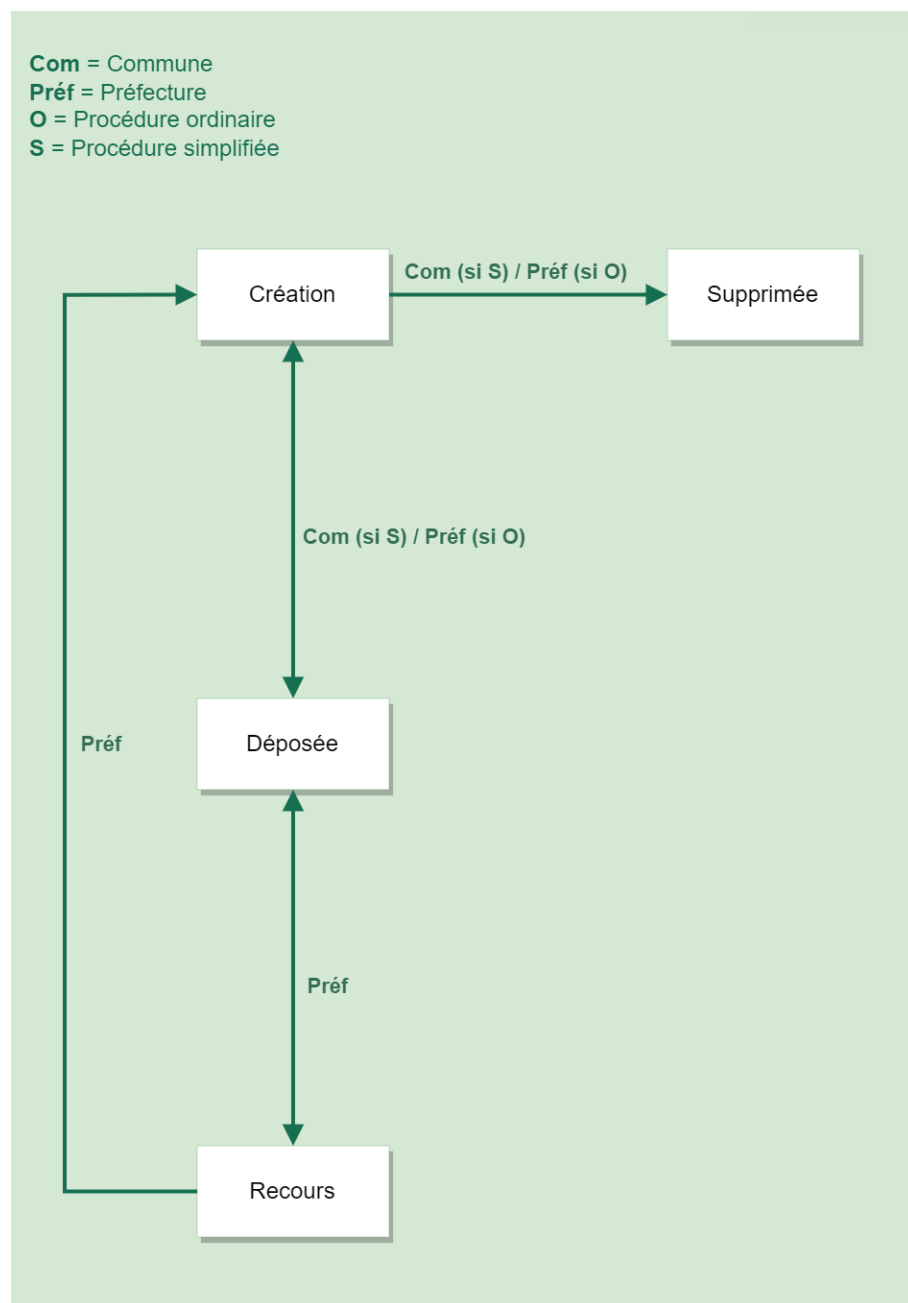 Com = Commune
Préf = Préfecture
O = Procédure ordinaire
S = Procédure simplifiée
Création
Com (si S) / Préf (si O)
Supprimée
Com (si S) / Préf (si O)
Préf
Déposée
Préf
Recours